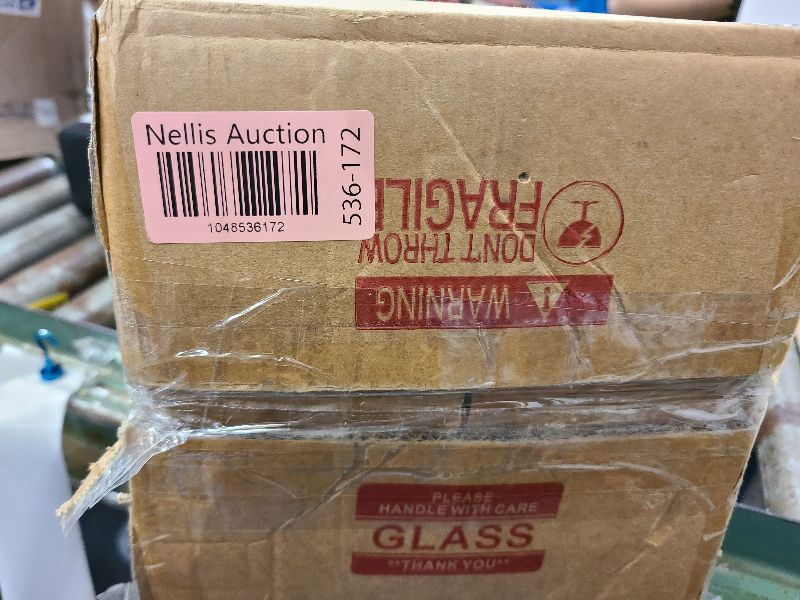 Nellis Auction
1048536172
536-172
WARNING
DON'T THROW
FRAGILE
PLEASE
HANDLE WITH CARE
GLASS
**THANK YOU**